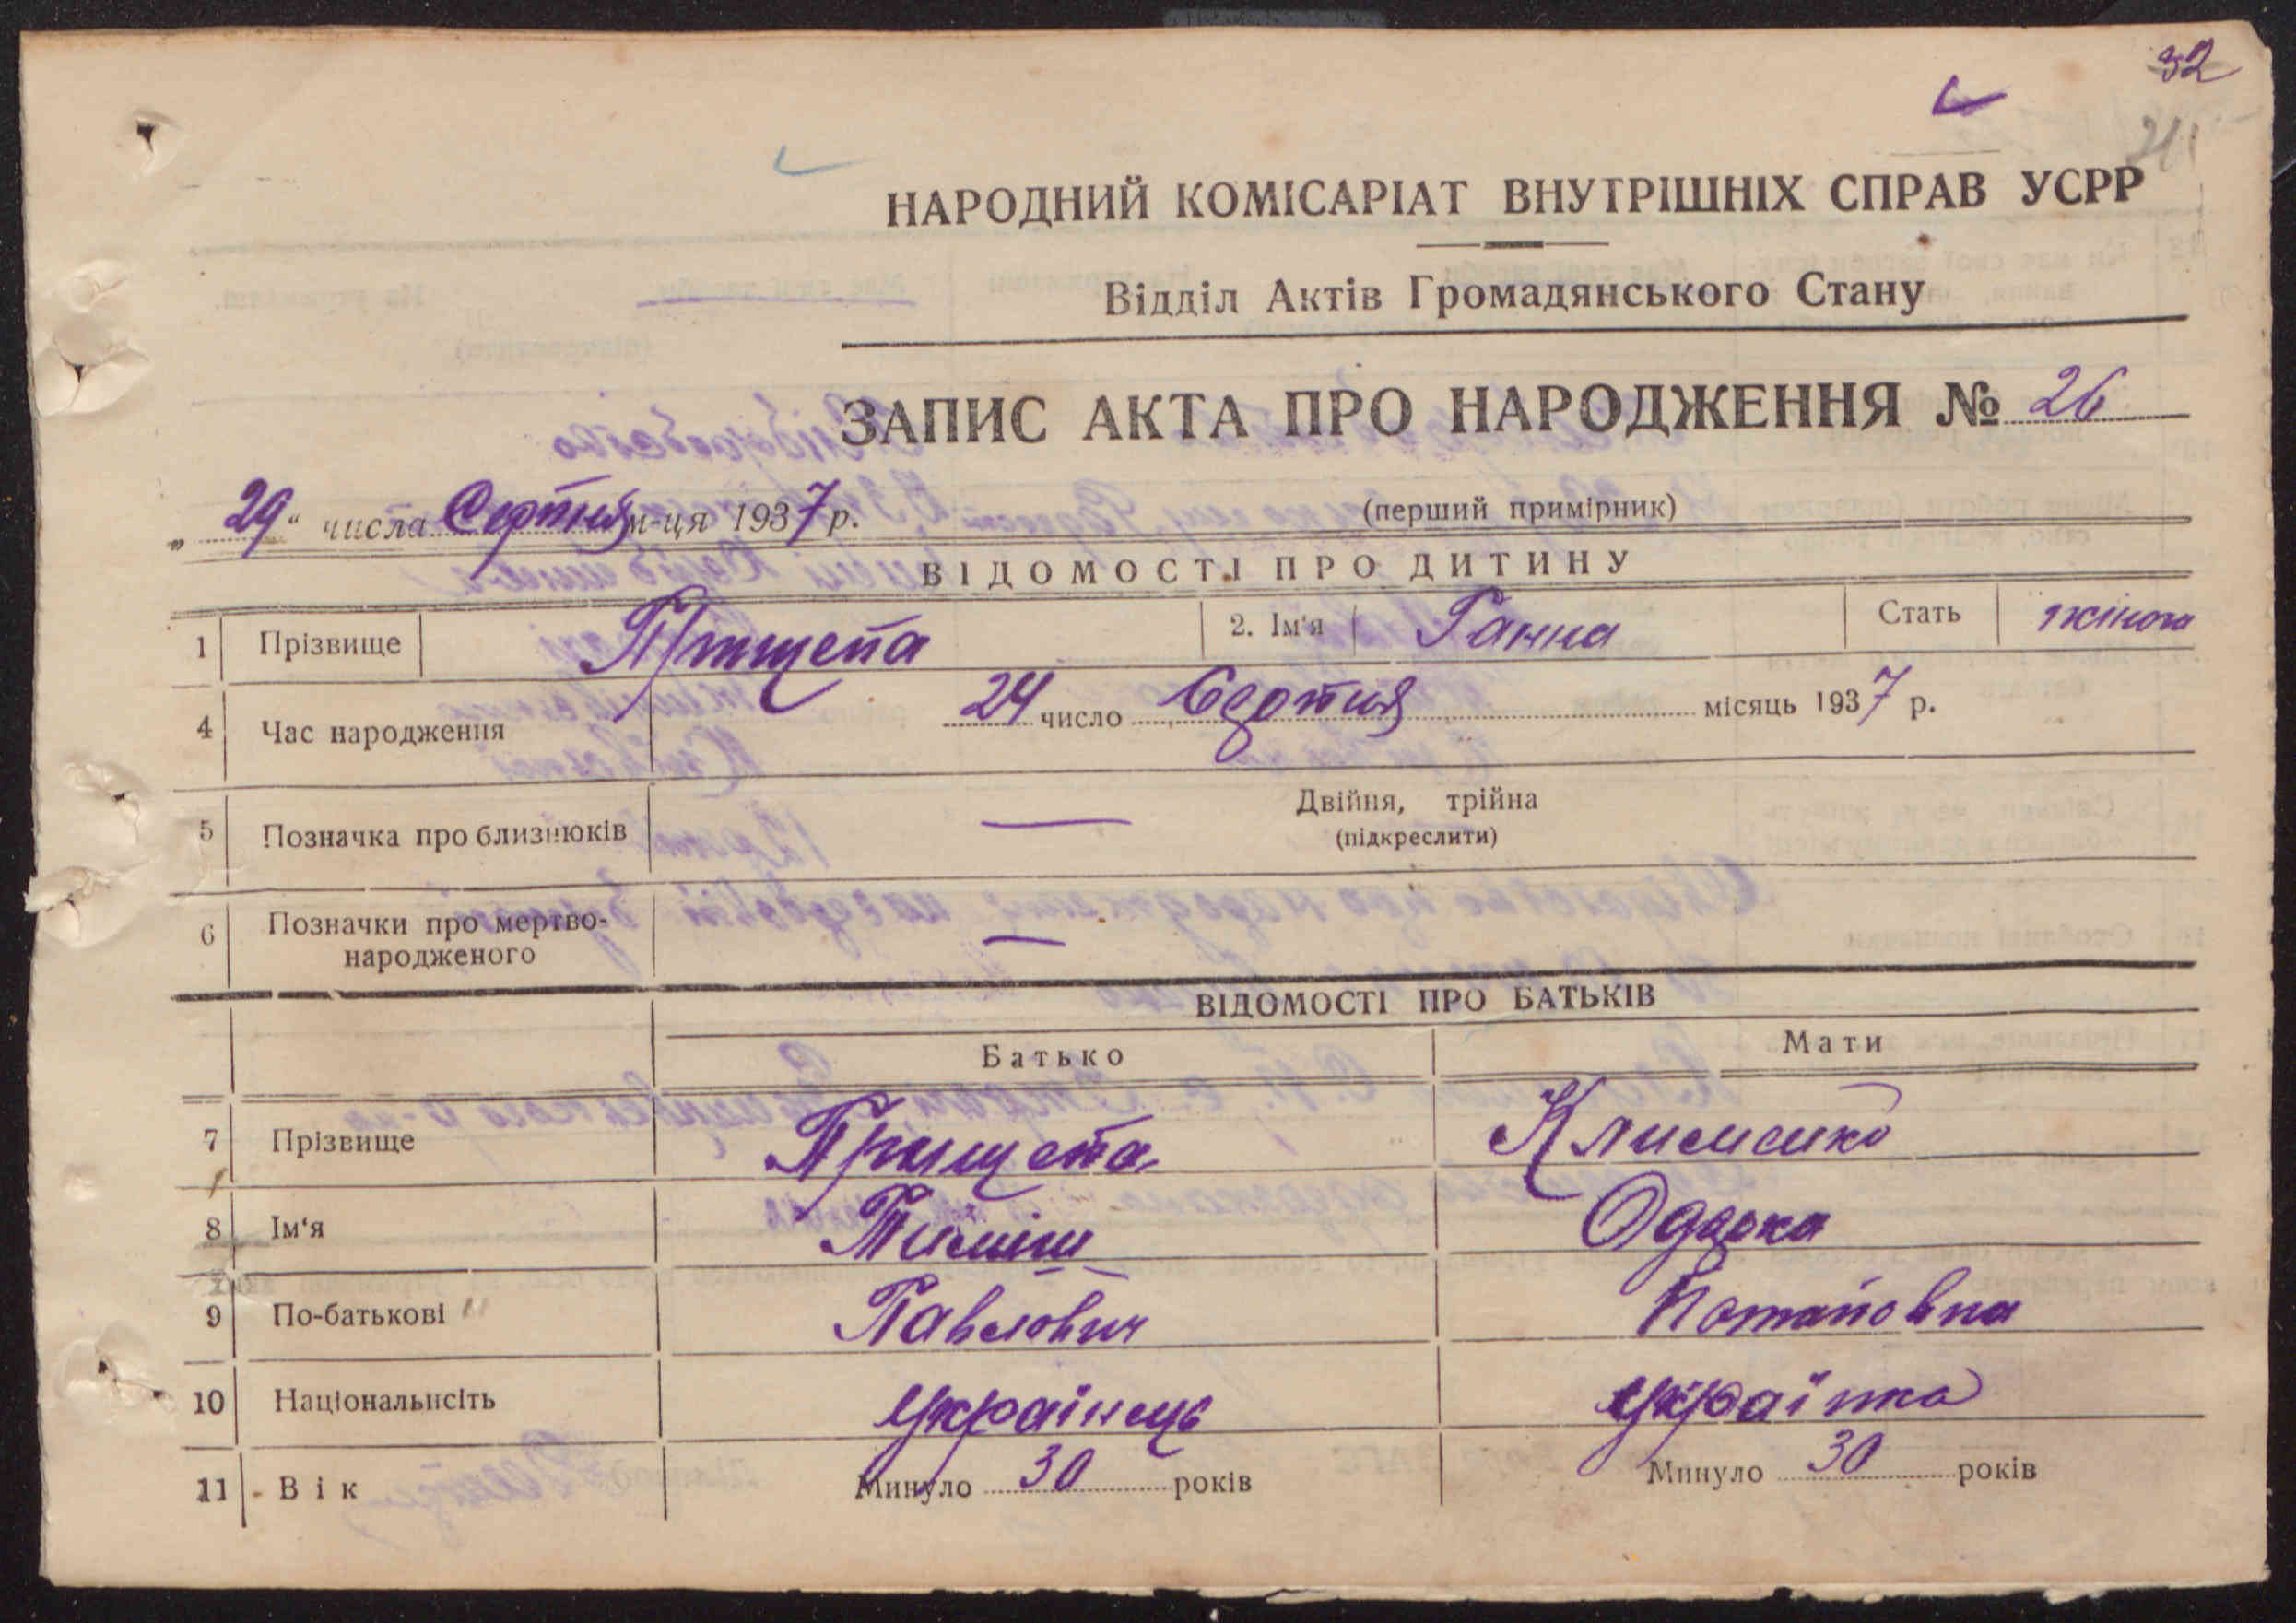 32
21
НАРОДНИЙ КОМІСАРІАТ ВНУТРІШНІХ СПРАВ УСРР
Відділ Актів Громадянського Стану
ЗАПИС АКТА ПРО НАРОДЖЕННЯ № 26
„29“ числа Серпня м-ця 1937 р. (перший примірник)
ВІДОМОСТІ ПРО ДИТИНУ
1 Прізвище Прищепа 2. Ім'я Ганна Стать жіноча
4 Час народження 24 число Серпня місяць 1937 р.
5 Позначка про близнюків — Двійня, трійна
(підкреслити)
6 Позначки про мертво-
народженого —
ВІДОМОСТІ ПРО БАТЬКІВ
Батько Мати
7 Прізвище Прищепа Клименко
8 Ім‘я Тиміш Одарка
9 По-батькові Павлович Потаповна
10 Національнсіть українець українка
11 Вік Минуло 30 років Минуло 30 років